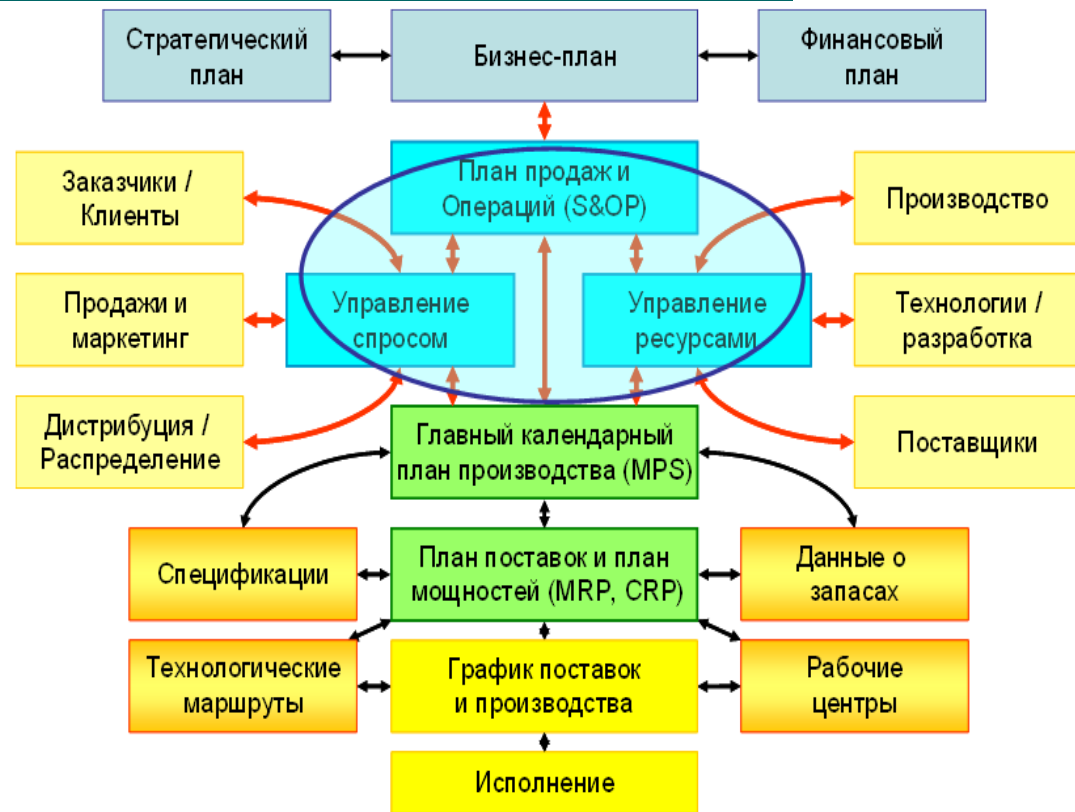 Стратегический
план
Бизнес-план
Финансовый
план
План продаж и
Операций (S&OP)
Заказчики /
Клиенты
Производство
Продажи и
маркетинг
Управление
спросом
Управление
ресурсами
Технологии /
разработка
Дистрибуция /
Распределение
Главный календарный
план производства (MPS)
Поставщики
Спецификации
План поставок и план
мощностей (MRP, CRP)
Данные о
запасах
Технологические
маршруты
График поставок
и производства
Рабочие
центры
Исполнение